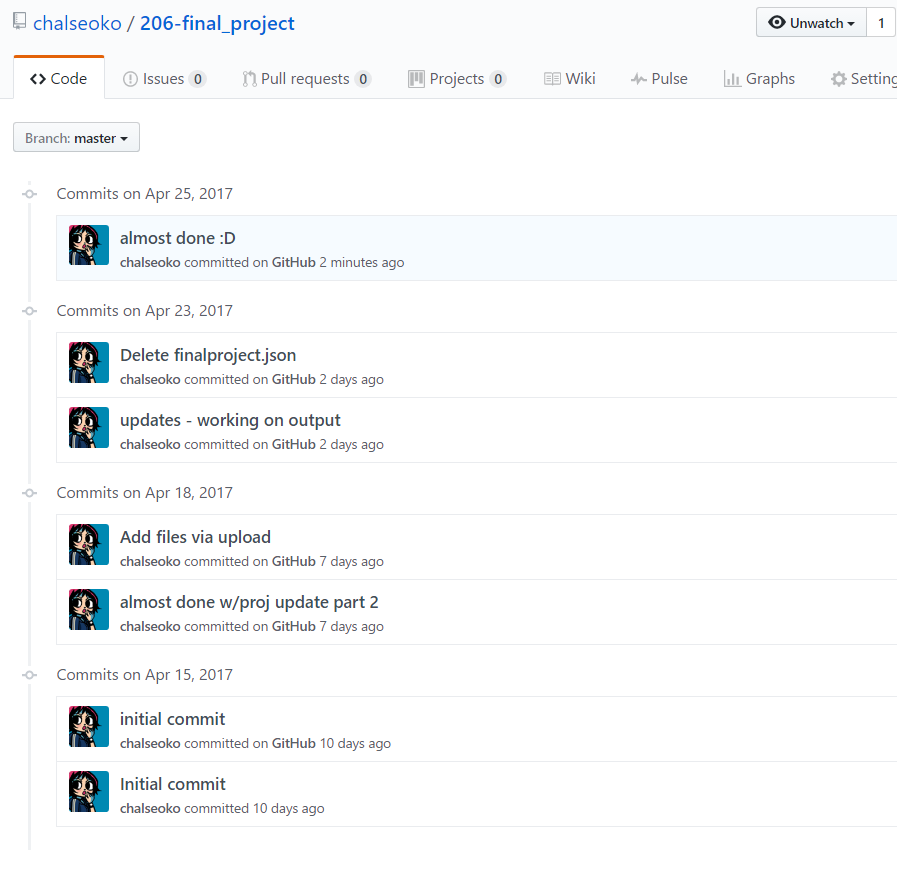 chalseoko / 206-final_project
Unwatch 1
Code Issues 0 Pull requests 0 Projects 0 Wiki Pulse Graphs Setting
Branch: master
Commits on Apr 25, 2017
almost done :D
chalseoko committed on GitHub 2 minutes ago
Commits on Apr 23, 2017
Delete finalproject.json
chalseoko committed on GitHub 2 days ago
updates - working on output
chalseoko committed on GitHub 2 days ago
Commits on Apr 18, 2017
Add files via upload
chalseoko committed on GitHub 7 days ago
almost done w/proj update part 2
chalseoko committed on GitHub 7 days ago
Commits on Apr 15, 2017
initial commit
chalseoko committed on GitHub 10 days ago
Initial commit
chalseoko committed 10 days ago